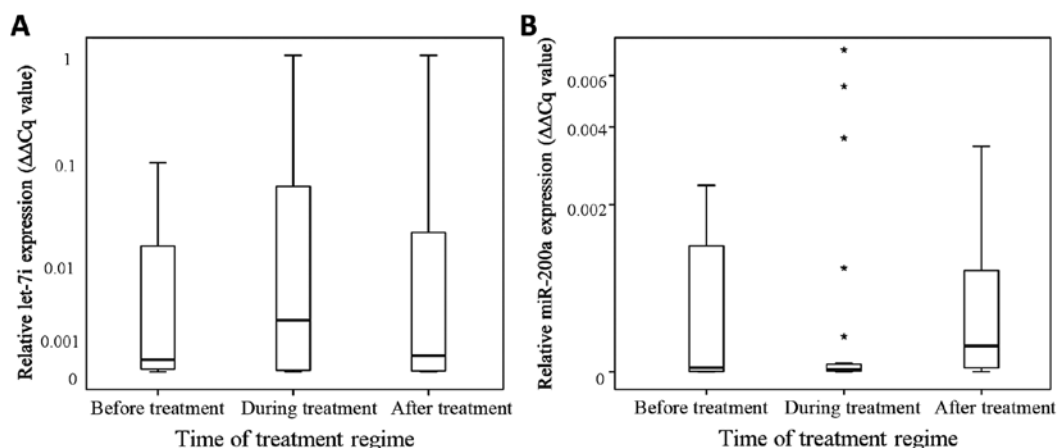 A
Relative let-7i expression (ΔΔCq value)
1
0.1
0.01
0.001
0
Before treatment During treatment After treatment
Time of treatment regime
B
Relative miR-200a expression (ΔΔCq value)
0.006
0.004
0.002
0
Before treatment During treatment After treatment
Time of treatment regime